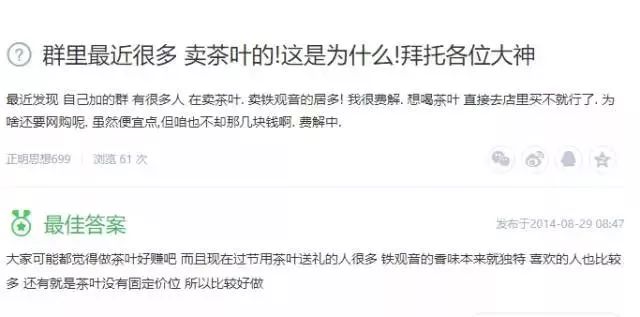 群里最近很多 卖茶叶的!这是为什么!拜托各位大神
最近发现 自己加的群 有很多人 在卖茶叶. 卖铁观音的居多! 我很费解. 想喝茶叶 直接去店里买不就行了. 为
啥还要网购呢. 虽然便宜点,但咱也不却那几块钱啊. 费解中.
正明思想699 浏览 61 次
最佳答案 发布于2014-08-29 08:47
大家可能都觉得做茶叶好赚吧 而且现在过节用茶叶送礼的人很多 铁观音的香味本来就独特 喜欢的人也比较
多 还有就是茶叶没有固定价位 所以比较好做